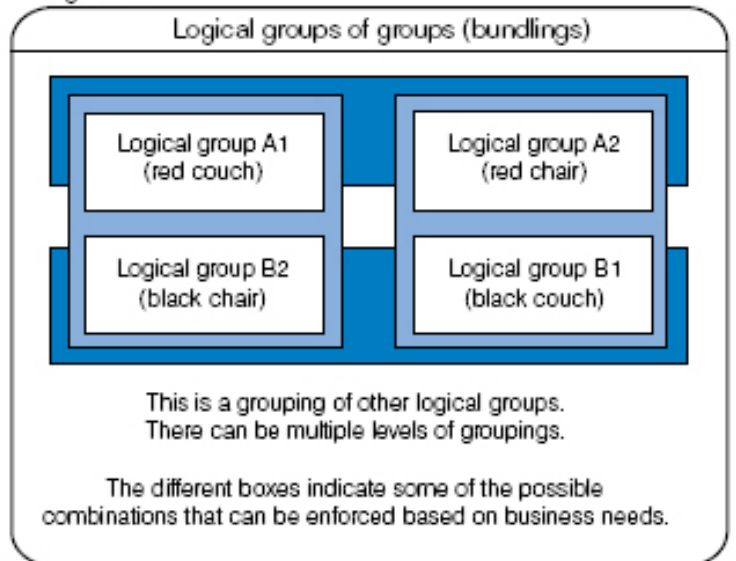 Logical groups of groups (bundlings)
Logical group A1
(red couch)
Logical group A2
(red chair)
Logical group B2
(black chair)
Logical group B1
(black couch)
This is a grouping of other logical groups.
There can be multiple levels of groupings.
The different boxes indicate some of the possible
combinations that can be enforced based on business needs.